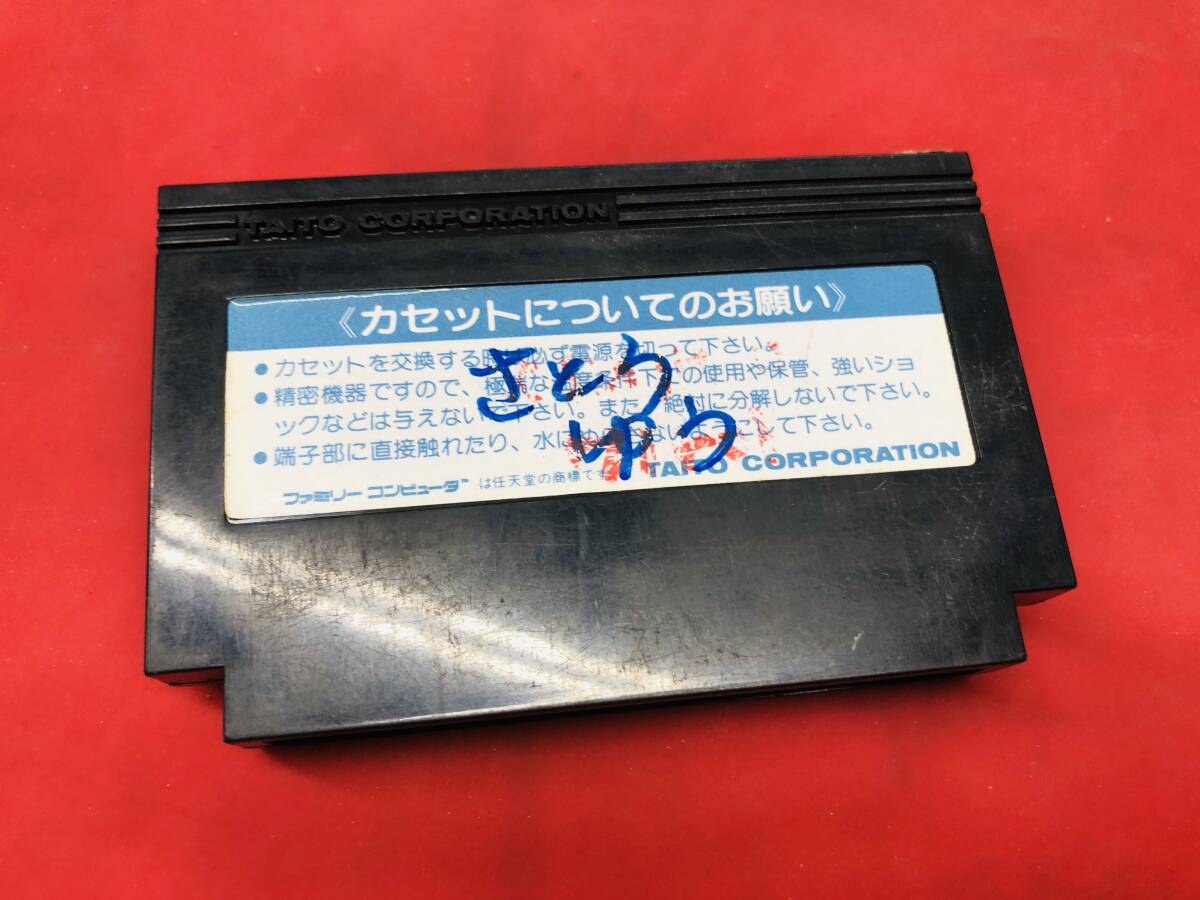 TAITO CORPORATION
《カセットについてのお願い》
●カセットを交換する時は必ず電源を切って下さい。
●精密機器ですので、極端な温度条件下での使用や保管、強いショ
ックなどは与えないで下さい。また、絶対に分解しないで下さい。
●端子部に直接触れたり、水にぬらさないようにして下さい。
さとう
ゆう
ファミリーコンピュータ™ は任天堂の商標です
TAITO CORPORATION